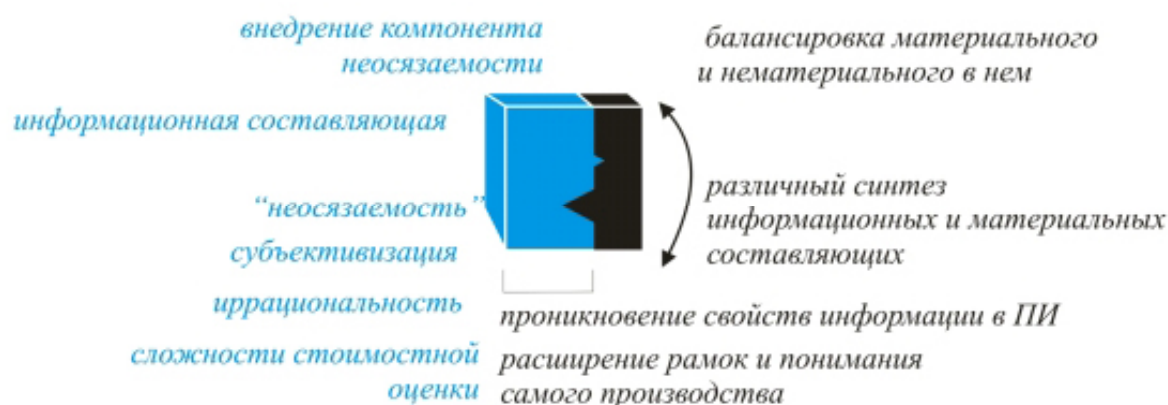 внедрение компонента
неосязаемости
информационная составляющая
“неосязаемость”
субъективизация
иррациональность
сложности стоимостной
оценки
балансировка материального
и нематериального в нем
различный синтез
информационных и материальных
составляющих
проникновение свойств информации в ПИ
расширение рамок и понимания
самого производства